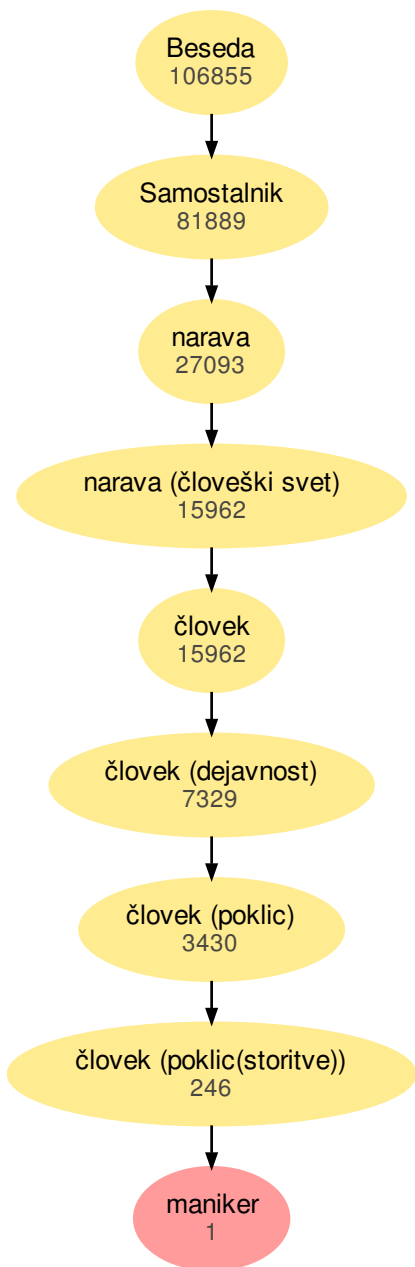 Beseda
106855
Samostalnik
81889
narava
27093
narava (človeški svet)
15962
človek
15962
človek (dejavnost)
7329
človek (poklic)
3430
človek (poklic(storitve))
246
maniker
1